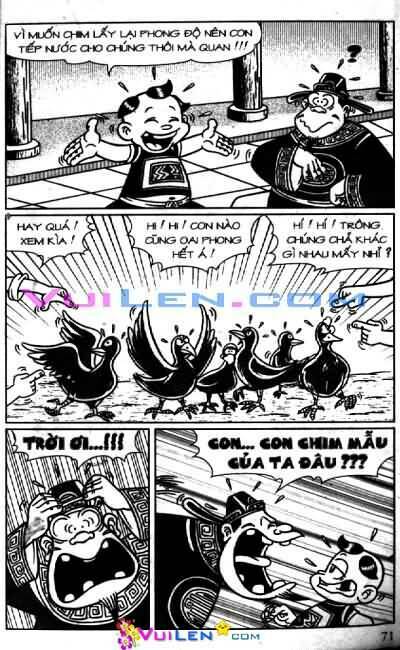 VÌ MUỐN CHIM LẤY LẠI PHONG ĐỘ NÊN CON
TIẾP NƯỚC CHO CHÚNG THÔI MÀ QUAN !!!
?
HAY QUÁ!
XEM KÌA!
HI! HI! CON NÀO
CŨNG OAI PHONG
HẾT Á!
HÍ! HÍ! TRÔNG
CHÚNG CHẢ KHÁC
GÌ NHAU MẤY NHỈ?
VUILEN.COM
TRỜI ƠI...!!!
CON... CON CHIM MẪU
CỦA TA ĐÂU???
VUILEN.COM
71